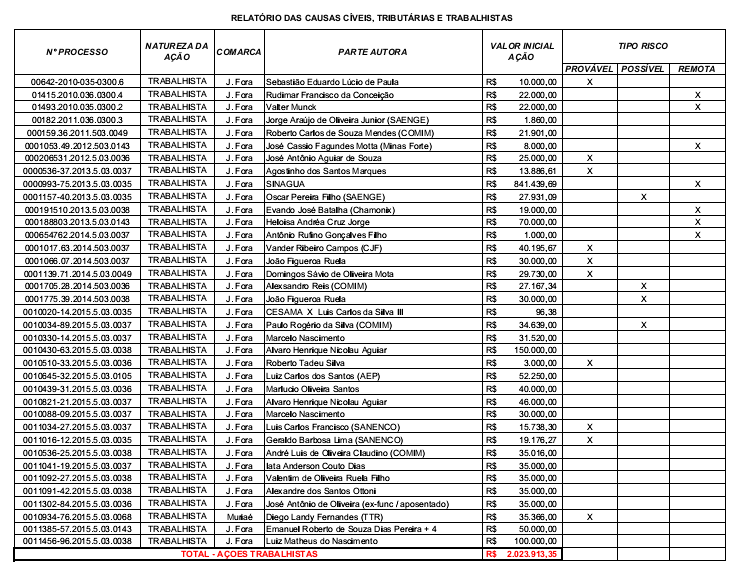 RELATÓRIO DAS CAUSAS CÍVEIS, TRIBUTÁRIAS E TRABALHISTAS
Nº PROCESSO NATUREZA DA AÇÃO COMARCA PARTE AUTORA VALOR INICIAL AÇÃO TIPO RISCO
PROVÁVEL POSSÍVEL REMOTA
00642-2010-035-0300.6 TRABALHISTA J. Fora Sebastião Eduardo Lúcio de Paula R$ 10.000,00 X
01415.2010.036.0300.4 TRABALHISTA J. Fora Rudimar Francisco da Conceição R$ 22.000,00 X
01493.2010.036.0300.2 TRABALHISTA J. Fora Valter Munck R$ 22.000,00 X
00182.2011.036.0300.3 TRABALHISTA J. Fora Jorge Araújo de Oliveira Junior (SAENGE) R$ 1.860,00
000159.36.2011.503.0049 TRABALHISTA J. Fora Roberto Carlos de Souza Mendes (COMIM) R$ 21.901,00
0001053.49.2012.503.0143 TRABALHISTA J. Fora José Cassio Fagundes Motta (Minas Forte) R$ 8.000,00 X
000206531.2012.5.03.0036 TRABALHISTA J. Fora José Antônio Aguiar de Souza R$ 25.000,00 X
0000536-37.2013.5.03.0037 TRABALHISTA J. Fora Agostinho dos Santos Marques R$ 13.886,61 X
0000993-75.2013.5.03.0035 TRABALHISTA J. Fora SINAGUA R$ 841.439,69 X
0001157-40.2013.5.03.0035 TRABALHISTA J. Fora Oscar Pereira Filho (SAENGE) R$ 27.931,09 X
000191510.2013.5.03.0038 TRABALHISTA J. Fora Evando José Batalha (Chamonix) R$ 19.000,00 X
000188803.2013.5.03.0143 TRABALHISTA J. Fora Heloisa Andréa Cruz Jorge R$ 70.000,00 X
000654762.2014.5.03.0037 TRABALHISTA J. Fora Antônio Rufino Gonçalves Filho R$ 1.000,00 X
0001017.63.2014.503.0037 TRABALHISTA J. Fora Vander Ribeiro Campos (CJF) R$ 40.195,67 X
0001066.07.2014.503.0037 TRABALHISTA J. Fora João Figueroa Ruela R$ 30.000,00 X
0001139.71.2014.5.03.0049 TRABALHISTA J. Fora Domingos Sávio de Oliveira Mota R$ 29.730,00 X
0001705.28.2014.503.0036 TRABALHISTA J. Fora Alexsandro Reis (COMIM) R$ 27.167,34 X
0001775.39.2014.503.0038 TRABALHISTA J. Fora João Figueroa Ruela R$ 30.000,00 X
0010020-14.2015.5.03.0035 TRABALHISTA J. Fora CESAMA X Luis Carlos da Silva III R$ 96,38
0010034-89.2015.5.03.0037 TRABALHISTA J. Fora Paulo Rogério da Silva (COMIM) R$ 34.639,00 X
0010330-14.2015.5.03.0037 TRABALHISTA J. Fora Marcelo Nascimento R$ 31.520,00
0010430-63.2015.5.03.0038 TRABALHISTA J. Fora Alvaro Henrique Nicolau Aguiar R$ 150.000,00
0010510-33.2015.5.03.0036 TRABALHISTA J. Fora Roberto Tadeu Silva R$ 3.000,00 X
0010645-32.2015.5.03.0105 TRABALHISTA J. Fora Luiz Carlos dos Santos (AEP) R$ 52.250,00
0010439-31.2015.5.03.0036 TRABALHISTA J. Fora Marlucio Oliveira Santos R$ 40.000,00
0010821-21.2015.5.03.0037 TRABALHISTA J. Fora Alvaro Henrique Nicolau Aguiar R$ 46.000,00
0010088-09.2015.5.03.0037 TRABALHISTA J. Fora Marcelo Nascimento R$ 30.000,00
0011034-27.2015.5.03.0037 TRABALHISTA J. Fora Luis Carlos Francisco (SANENCO) R$ 15.738,30 X
0011016-12.2015.5.03.0035 TRABALHISTA J. Fora Geraldo Barbosa Lima (SANENCO) R$ 19.176,27 X
0010536-25.2015.5.03.0038 TRABALHISTA J. Fora André Luis de Oliveira Claudino (COMIM) R$ 35.016,00
0011041-19.2015.5.03.0037 TRABALHISTA J. Fora Iata Anderson Couto Dias R$ 35.000,00
0011092-27.2015.5.03.0038 TRABALHISTA J. Fora Valentim de Oliveira Ruela Filho R$ 35.000,00
0011091-42.2015.5.03.0038 TRABALHISTA J. Fora Alexandre dos Santos Ottoni R$ 35.000,00
0011302-84.2015.5.03.0036 TRABALHISTA J. Fora José Antônio de Oliveira (ex-func / aposentado) R$ 35.000,00
0010934-76.2015.5.03.0068 TRABALHISTA Muriaé Diego Landy Fernandes (TTR) R$ 35.366,00 X
0011385-57.2015.5.03.0143 TRABALHISTA J. Fora Emanuel Roberto de Souza Dias Pereira + 4 R$ 50.000,00
0011456-96.2015.5.03.0038 TRABALHISTA J. Fora Luiz Matheus do Nascimento R$ 100.000,00
TOTAL - AÇOES TRABALHISTAS R$ 2.023.913,35